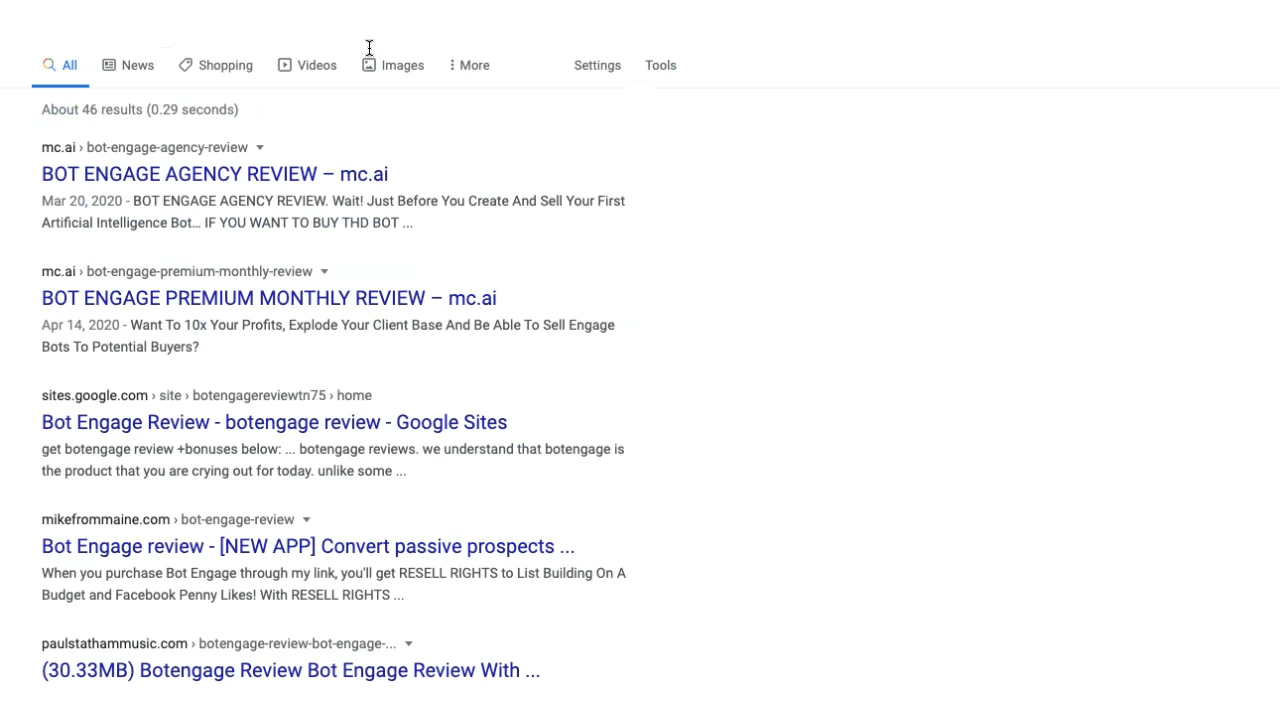 All News Shopping Videos Images More Settings Tools
About 46 results (0.29 seconds)
mc.ai › bot-engage-agency-review
BOT ENGAGE AGENCY REVIEW – mc.ai
Mar 20, 2020 - BOT ENGAGE AGENCY REVIEW. Wait! Just Before You Create And Sell Your First
Artificial Intelligence Bot… IF YOU WANT TO BUY THD BOT ...
mc.ai › bot-engage-premium-monthly-review
BOT ENGAGE PREMIUM MONTHLY REVIEW – mc.ai
Apr 14, 2020 - Want To 10x Your Profits, Explode Your Client Base And Be Able To Sell Engage
Bots To Potential Buyers?
sites.google.com › site › botengagereviewtn75 › home
Bot Engage Review - botengage review - Google Sites
get botengage review +bonuses below: ... botengage reviews. we understand that botengage is
the product that you are crying out for today. unlike some ...
mikefrommaine.com › bot-engage-review
Bot Engage review - [NEW APP] Convert passive prospects ...
When you purchase Bot Engage through my link, you'll get RESELL RIGHTS to List Building On A
Budget and Facebook Penny Likes! With RESELL RIGHTS ...
paulstathammusic.com › botengage-review-bot-engage-...
(30.33MB) Botengage Review Bot Engage Review With ...